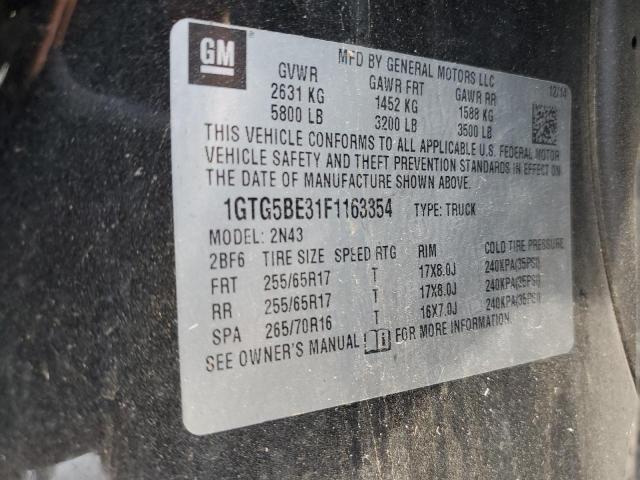 GM
MFD BY GENERAL MOTORS LLC
12/14
GVWR GAWR FRT GAWR RR
2631 KG 1452 KG 1588 KG
5800 LB 3200 LB 3500 LB
THIS VEHICLE CONFORMS TO ALL APPLICABLE U.S. FEDERAL MOTOR
VEHICLE SAFETY AND THEFT PREVENTION STANDARDS IN EFFECT ON
THE DATE OF MANUFACTURE SHOWN ABOVE.
1GTG5BE31F1163354 TYPE: TRUCK
MODEL: 2N43
2BF6 TIRE SIZE SPEED RTG RIM COLD TIRE PRESSURE
FRT 255/65R17 T 17X8.0J 240KPA(35PSI)
RR 255/65R17 T 17X8.0J 240KPA(35PSI)
SPA 265/70R16 T 16X7.0J 240KPA(35PSI)
SEE OWNER'S MANUAL FOR MORE INFORMATION.